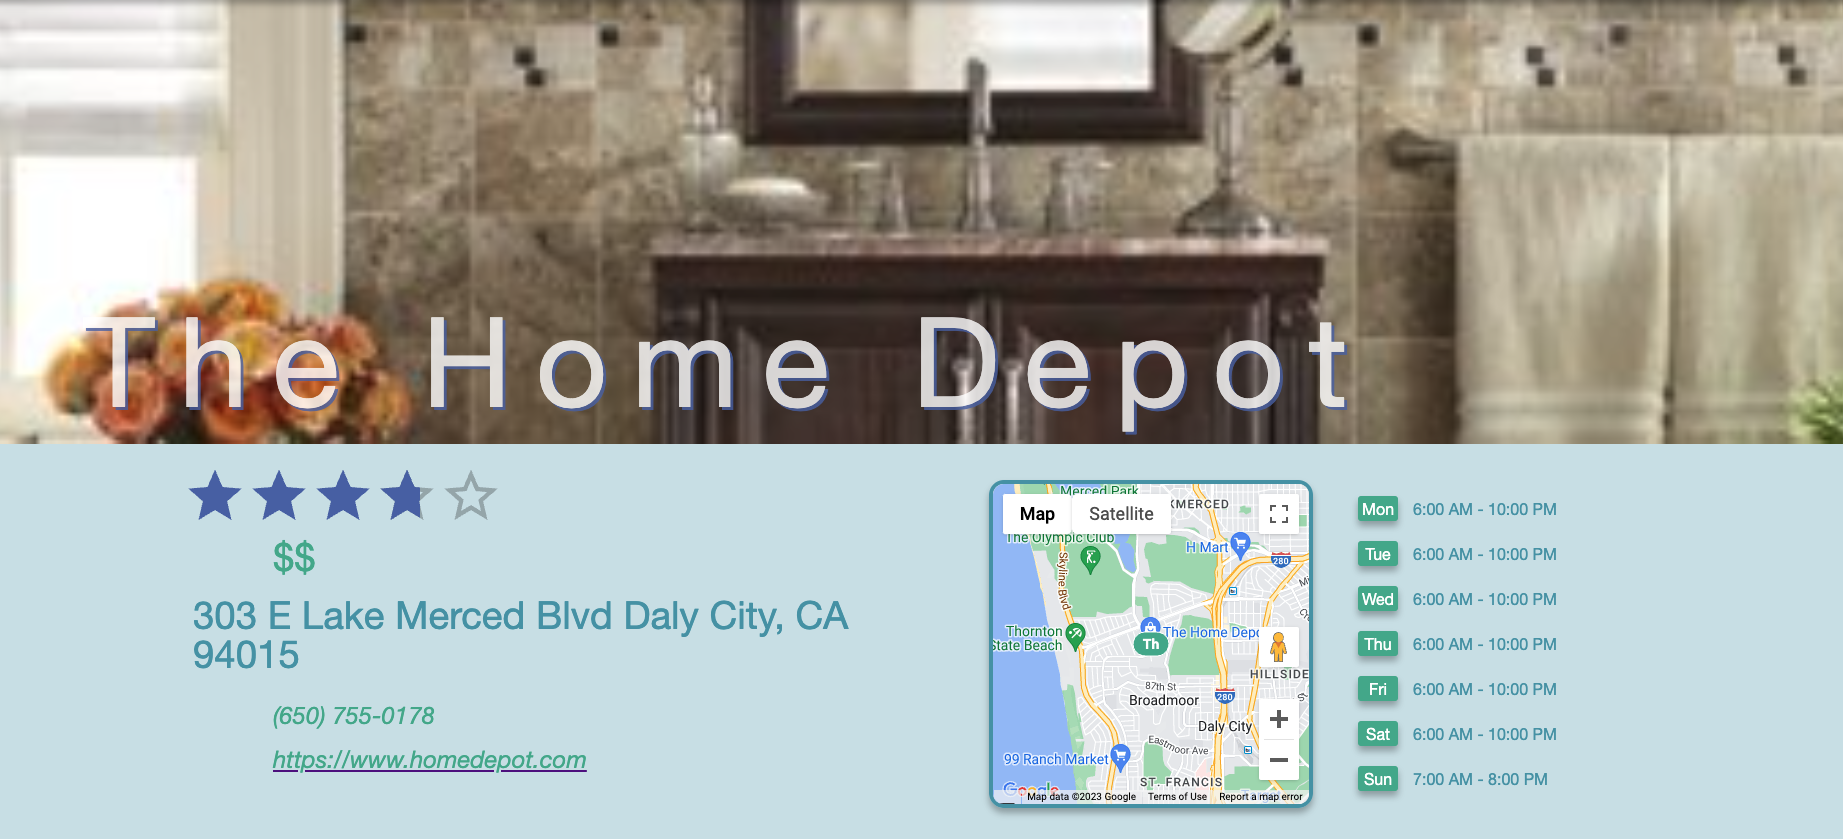 The Home Depot
$$
303 E Lake Merced Blvd Daly City, CA
94015
(650) 755-0178
https://www.homedepot.com
Merced Park
Map Satellite
KMERCED
The Olympic Club
H Mart
280
Skyline Blvd
Thornton
State Beach
The Home Depo
Th
HILLSIDE
87th St
280
Broadmoor
Daly City
Eastmoor Ave
99 Ranch Market
ST. FRANCIS
Google
Map data ©2023 Google Terms of Use Report a map error
Mon 6:00 AM - 10:00 PM
Tue 6:00 AM - 10:00 PM
Wed 6:00 AM - 10:00 PM
Thu 6:00 AM - 10:00 PM
Fri 6:00 AM - 10:00 PM
Sat 6:00 AM - 10:00 PM
Sun 7:00 AM - 8:00 PM